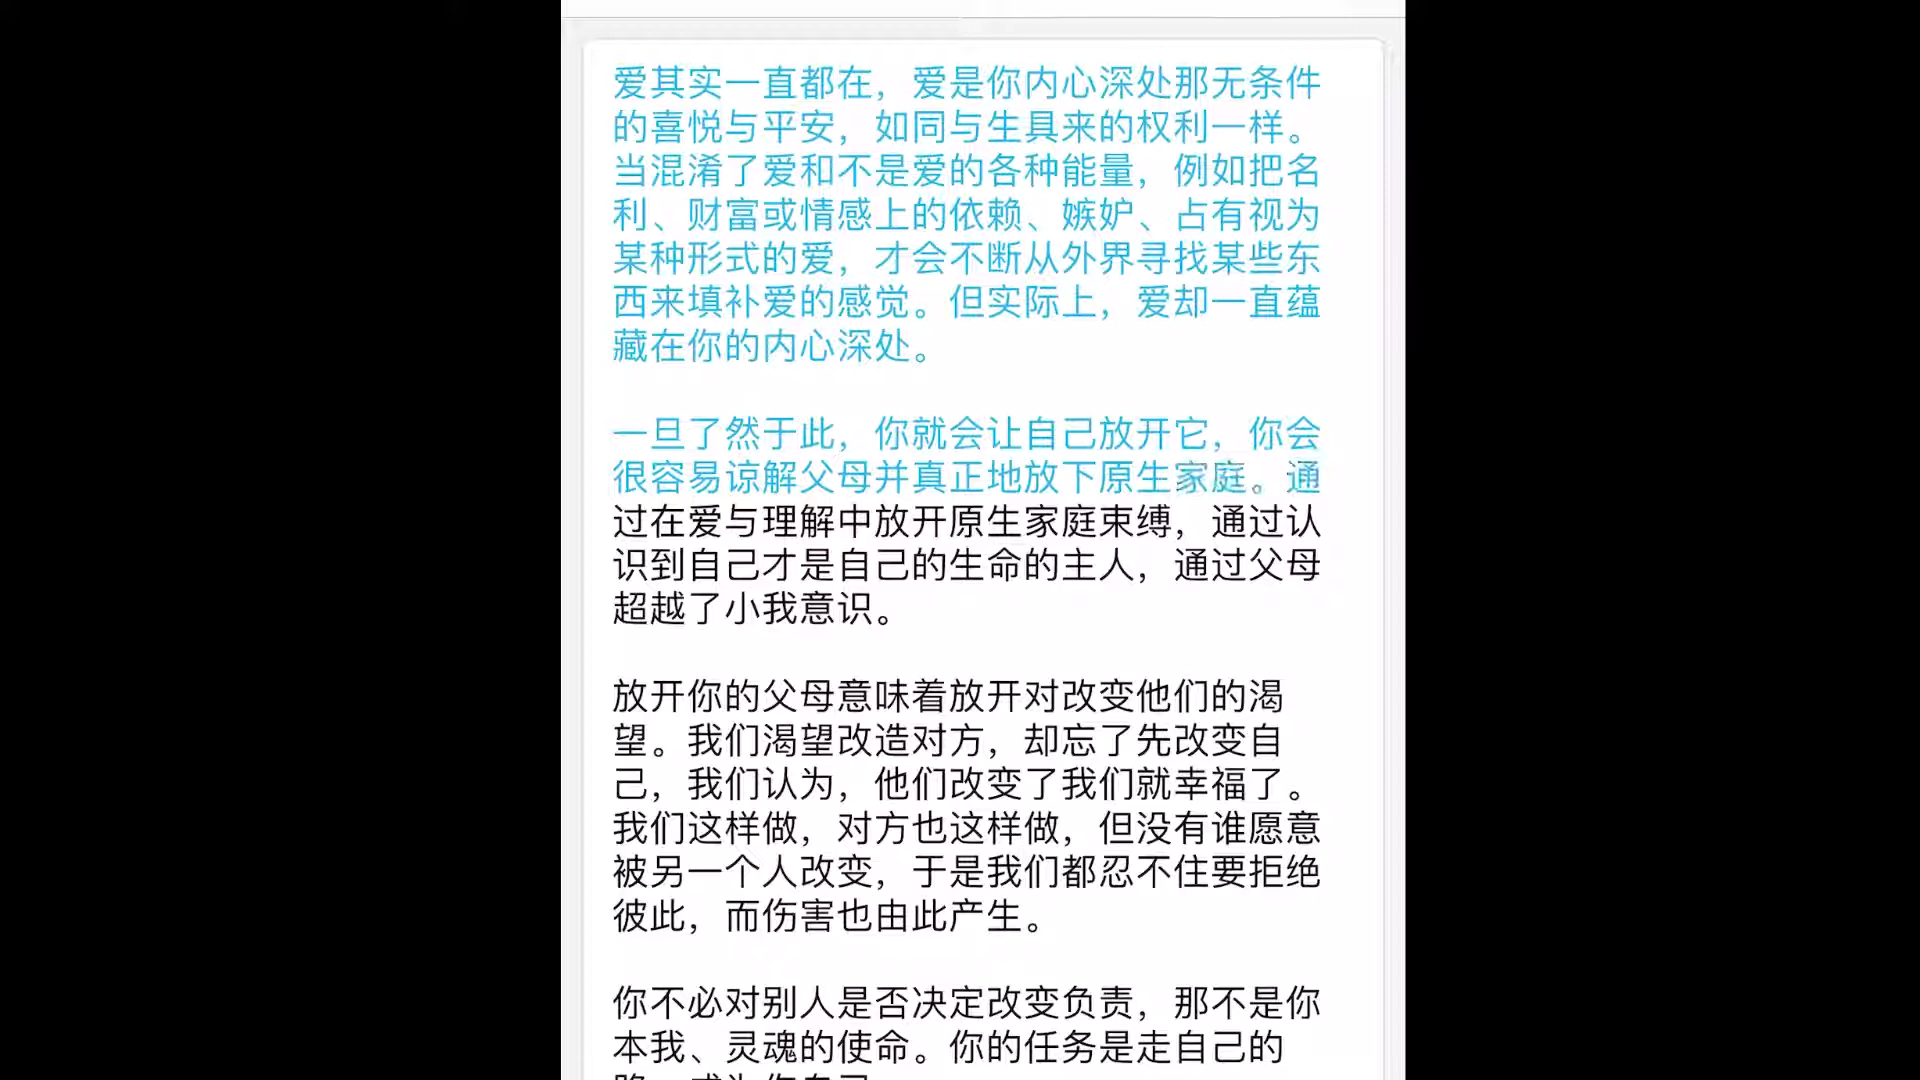 爱其实一直都在，爱是你内心深处那无条件
的喜悦与平安，如同与生具来的权利一样。
当混淆了爱和不是爱的各种能量，例如把名
利、财富或情感上的依赖、嫉妒、占有视为
某种形式的爱，才会不断从外界寻找某些东
西来填补爱的感觉。但实际上，爱却一直蕴
藏在你的内心深处。
一旦了然于此，你就会让自己放开它，你会
很容易谅解父母并真正地放下原生家庭。通
过在爱与理解中放开原生家庭束缚，通过认
识到自己才是自己的生命的主人，通过父母
超越了小我意识。
放开你的父母意味着放开对改变他们的渴
望。我们渴望改造对方，却忘了先改变自
己，我们认为，他们改变了我们就幸福了。
我们这样做，对方也这样做，但没有谁愿意
被另一个人改变，于是我们都忍不住要拒绝
彼此，而伤害也由此产生。
你不必对别人是否决定改变负责，那不是你
本我、灵魂的使命。你的任务是走自己的